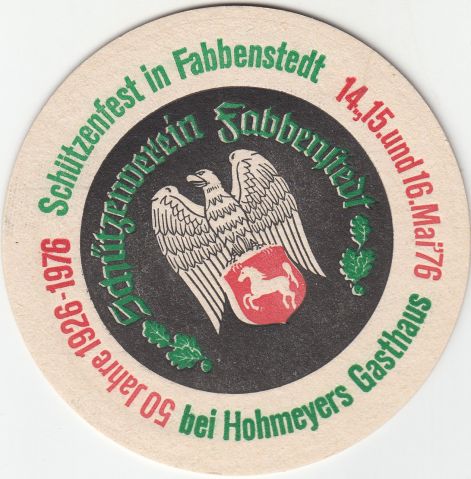 Schützenfest in Fabbenstedt
14.,15.und 16.Mai'76
bei Hohmeyers Gasthaus
50 Jahre 1926-1976
Schützenverein Fabbenstedt